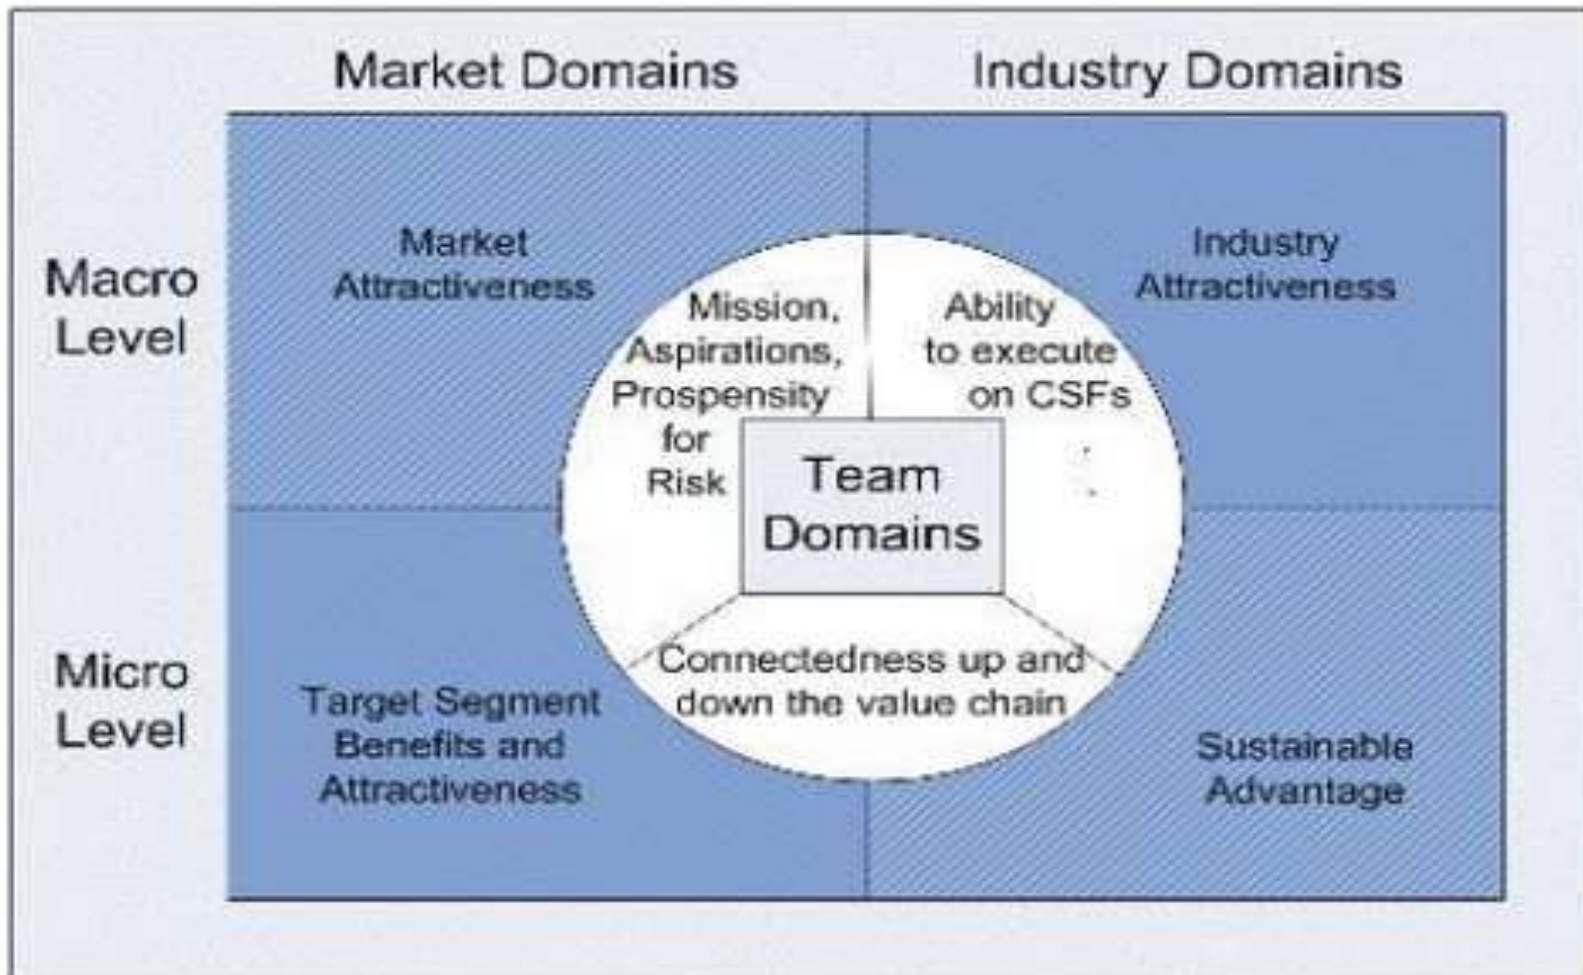 Market Domains
Industry Domains
Macro
Level
Market
Attractiveness
Industry
Attractiveness
Mission,
Aspirations,
Prospensity
for
Risk
Ability
to execute
on CSFs
Team
Domains
Connectedness up and
down the value chain
Micro
Level
Target Segment
Benefits and
Attractiveness
Sustainable
Advantage